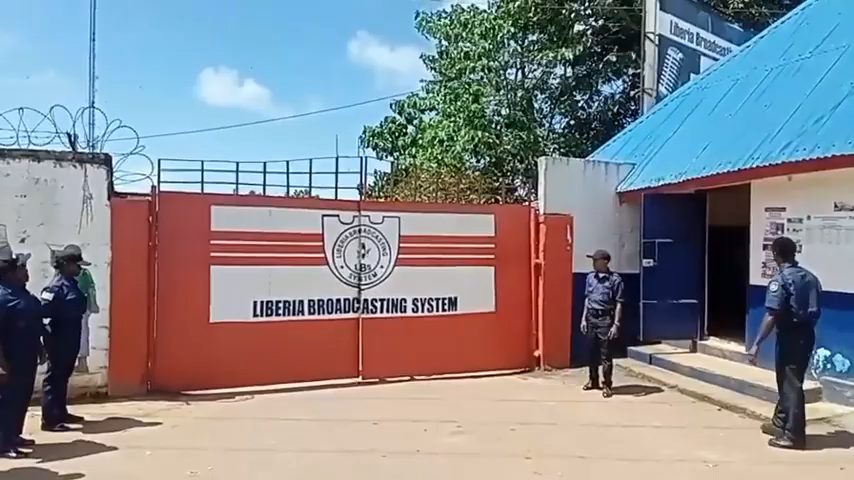 Liberia Broadcasting
LIBERIA BROADCASTING
LBS
SYSTEM
LIBERIA BROADCASTING SYSTEM